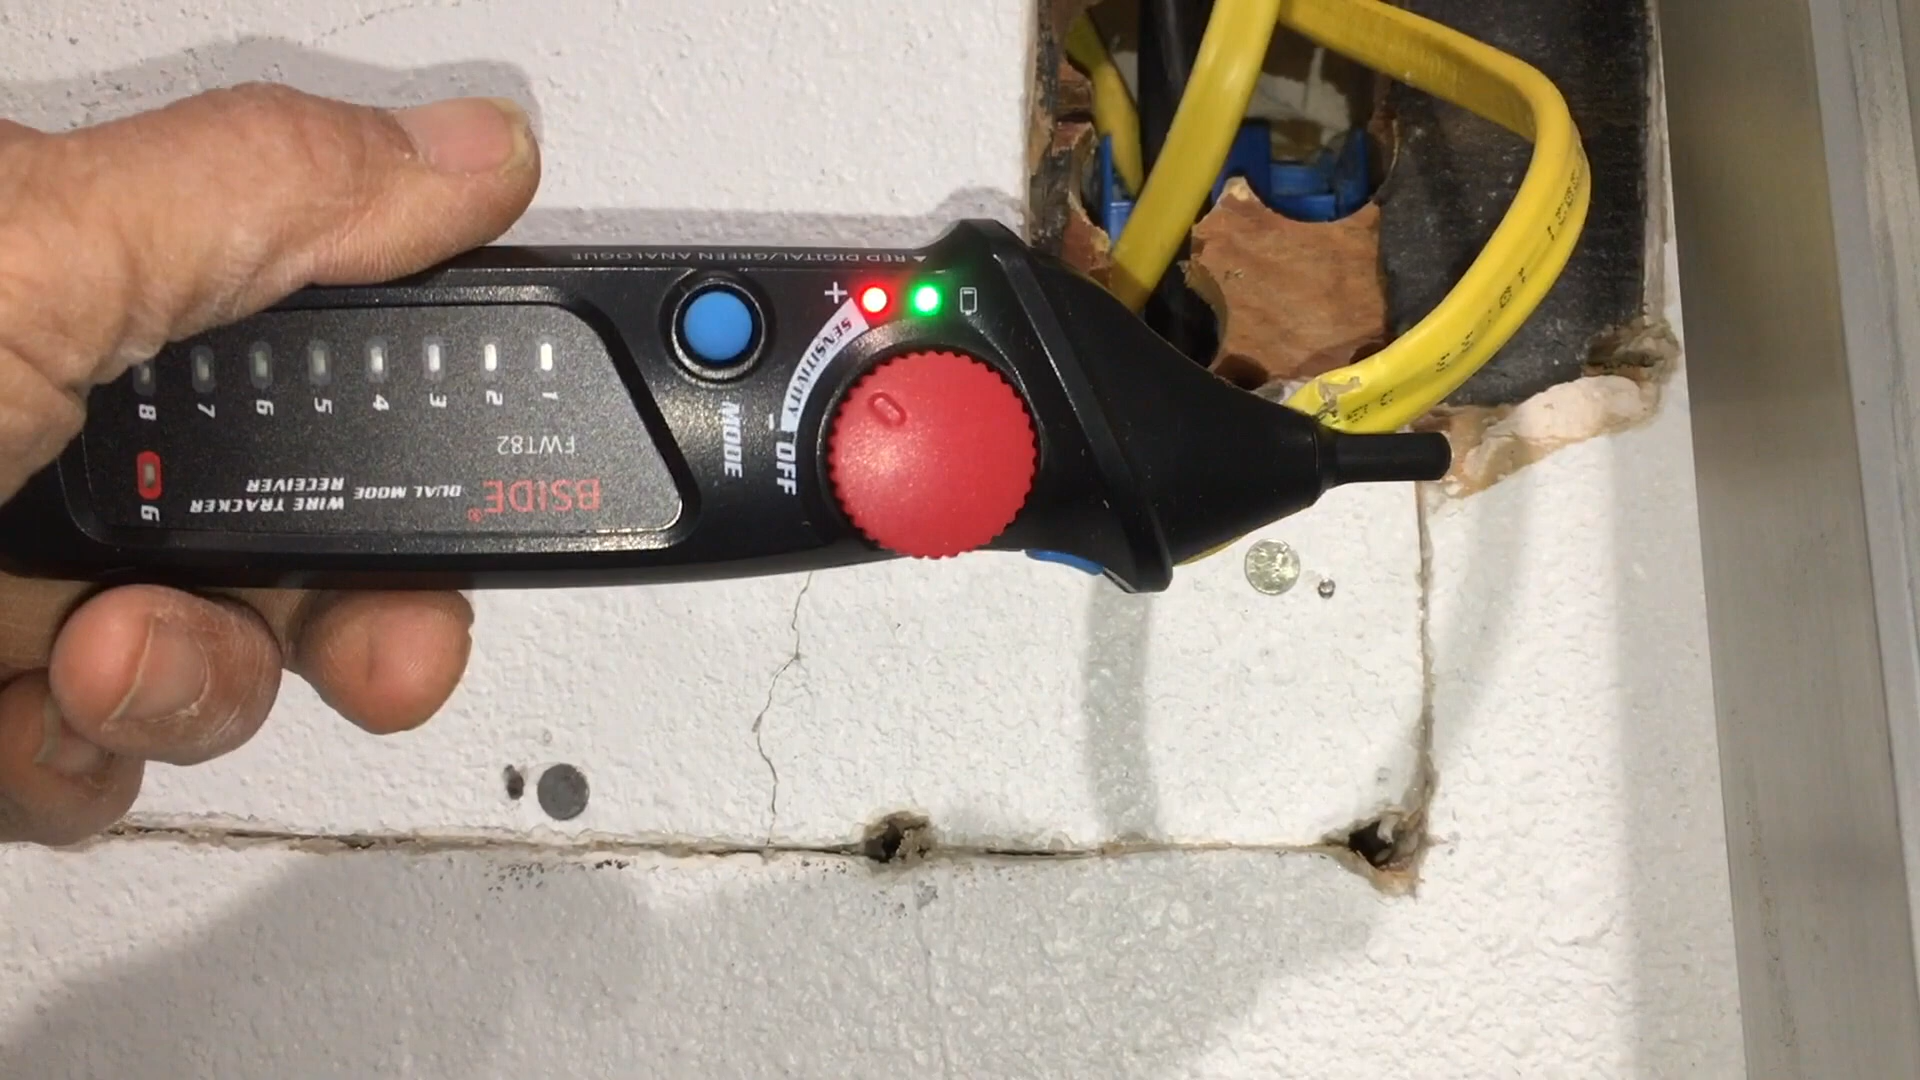 ▲ RED DIGITAL/GREEN ANALOGUE
+
SENSITIVITY
-
OFF
MODE
1 2 3 4 5 6 7 8 9
FWT82
BSIDE®
DUAL MODE
WIRE TRACKER
RECEIVER